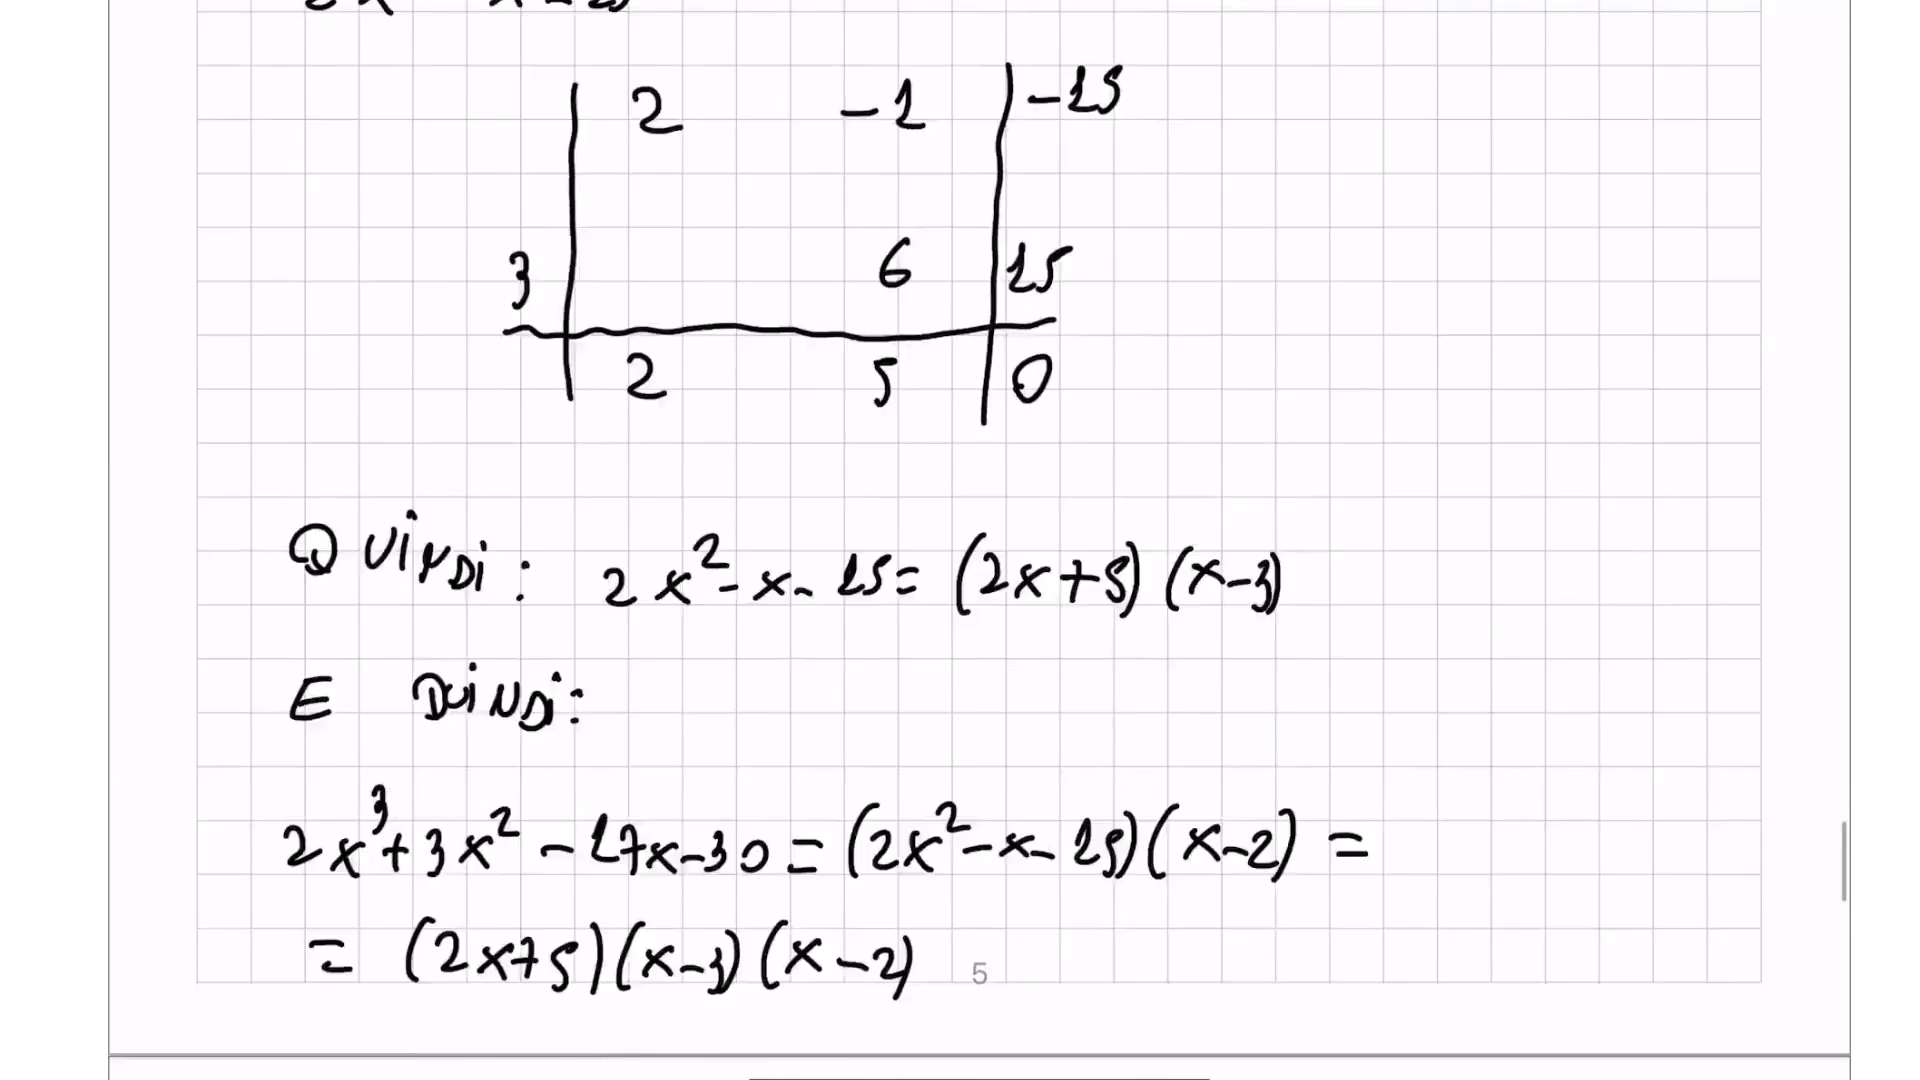 2 -1 -15
3 6 15
2 5 0
QUINDI: 2x²-x-15= (2x+5) (x-3)
E QUINDI:
2x³+3x²-17x-30=(2x²-x-15)(x-2)=
= (2x+5)(x-3)(x-2)
5